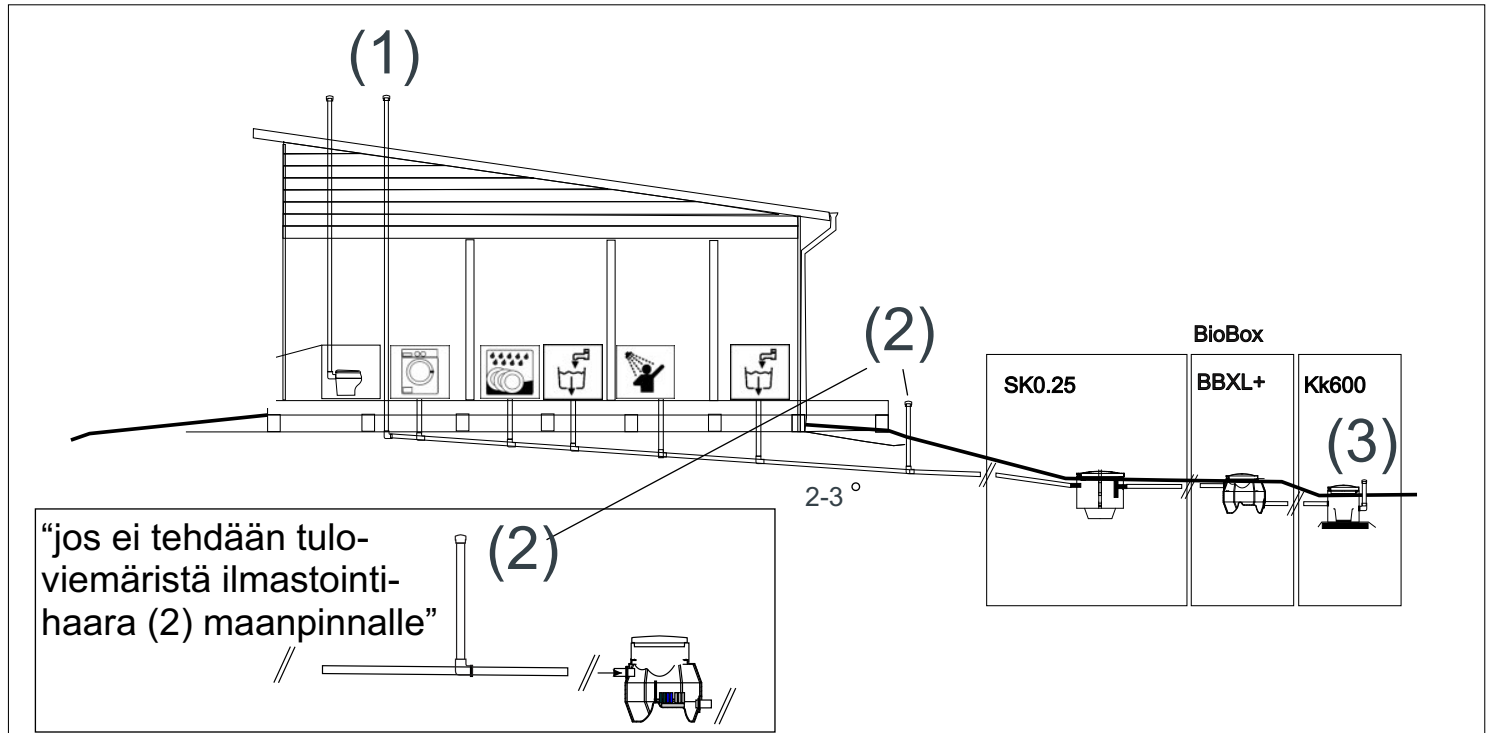 (1)
(2)
BioBox
SK0.25
BBXL+
Kk600
(3)
2-3 °
“jos ei tehdään tulo-
viemäristä ilmastointi-
haara (2) maanpinnalle”
(2)